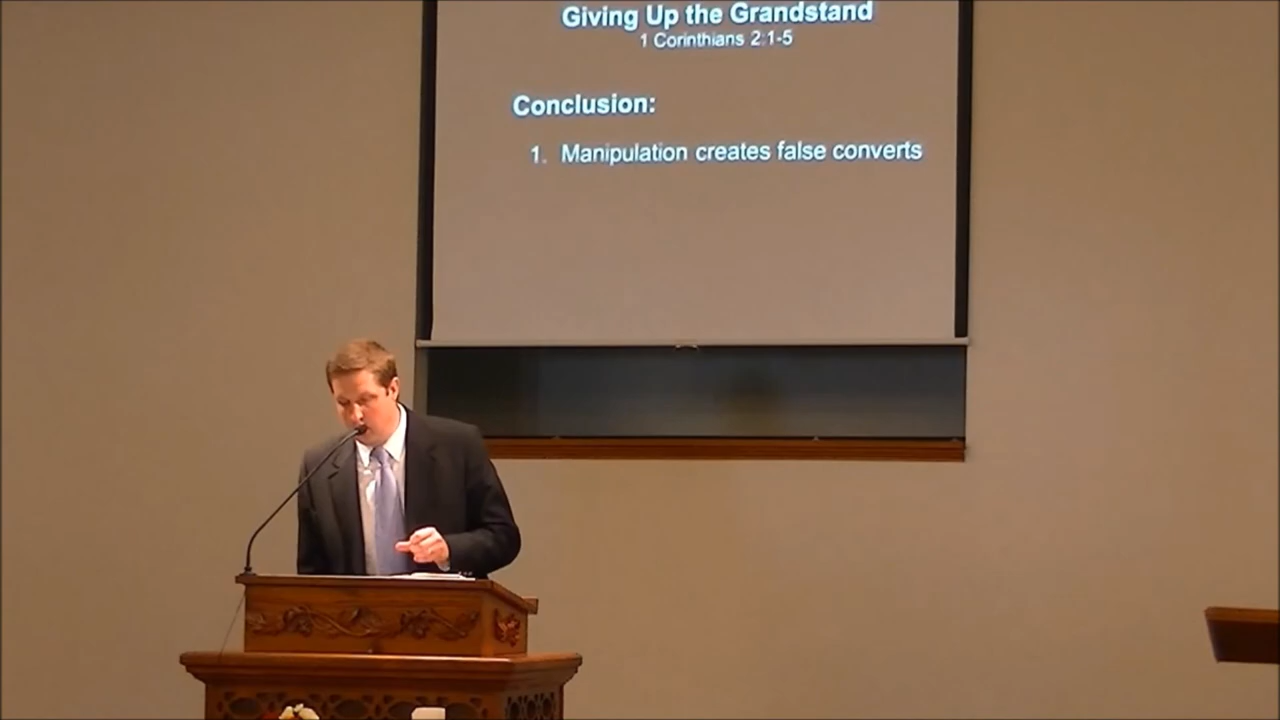 Giving Up the Grandstand
1 Corinthians 2:1-5
Conclusion:
1. Manipulation creates false converts